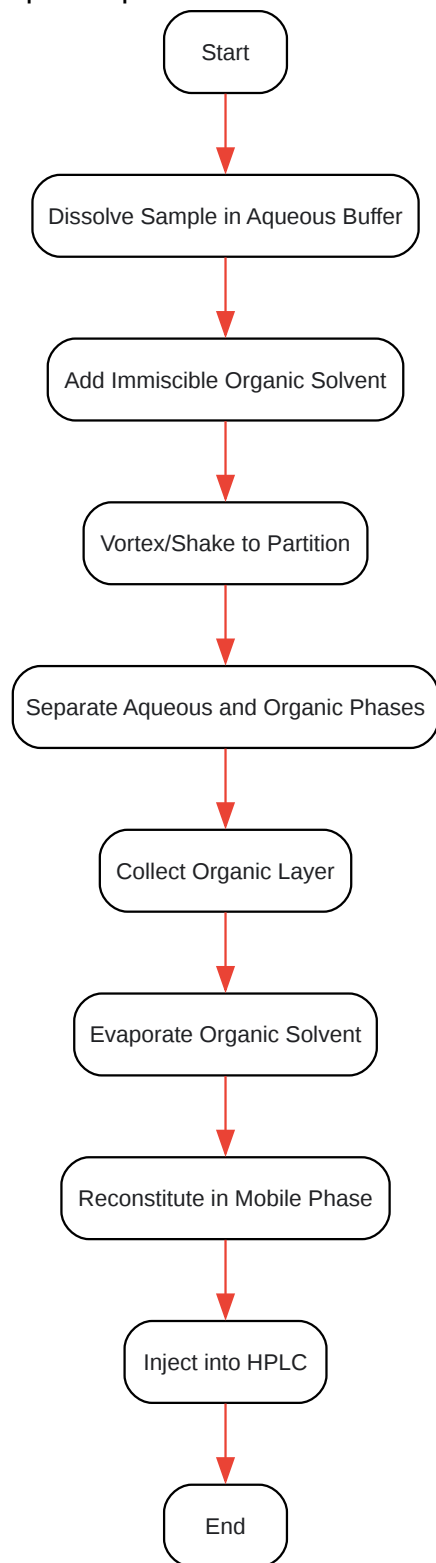 Start
Dissolve Sample in Aqueous Buffer
Add Immiscible Organic Solvent
Vortex/Shake to Partition
Separate Aqueous and Organic Phases
Collect Organic Layer
Evaporate Organic Solvent
Reconstitute in Mobile Phase
Inject into HPLC
End